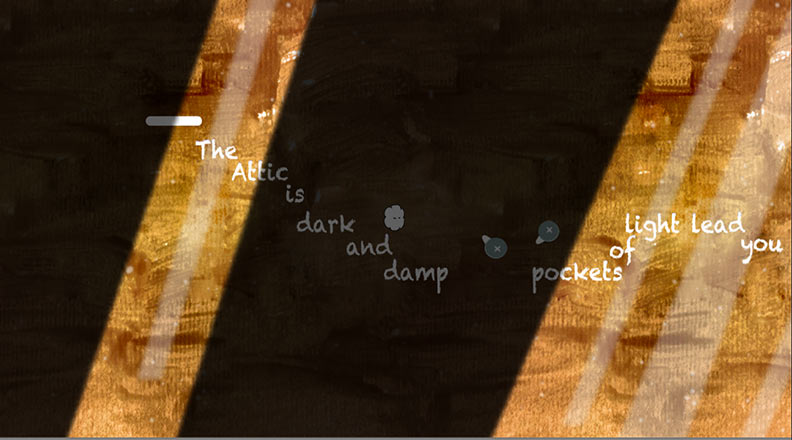 The
Attic
is
dark
and
damp
pockets
of
light lead
you